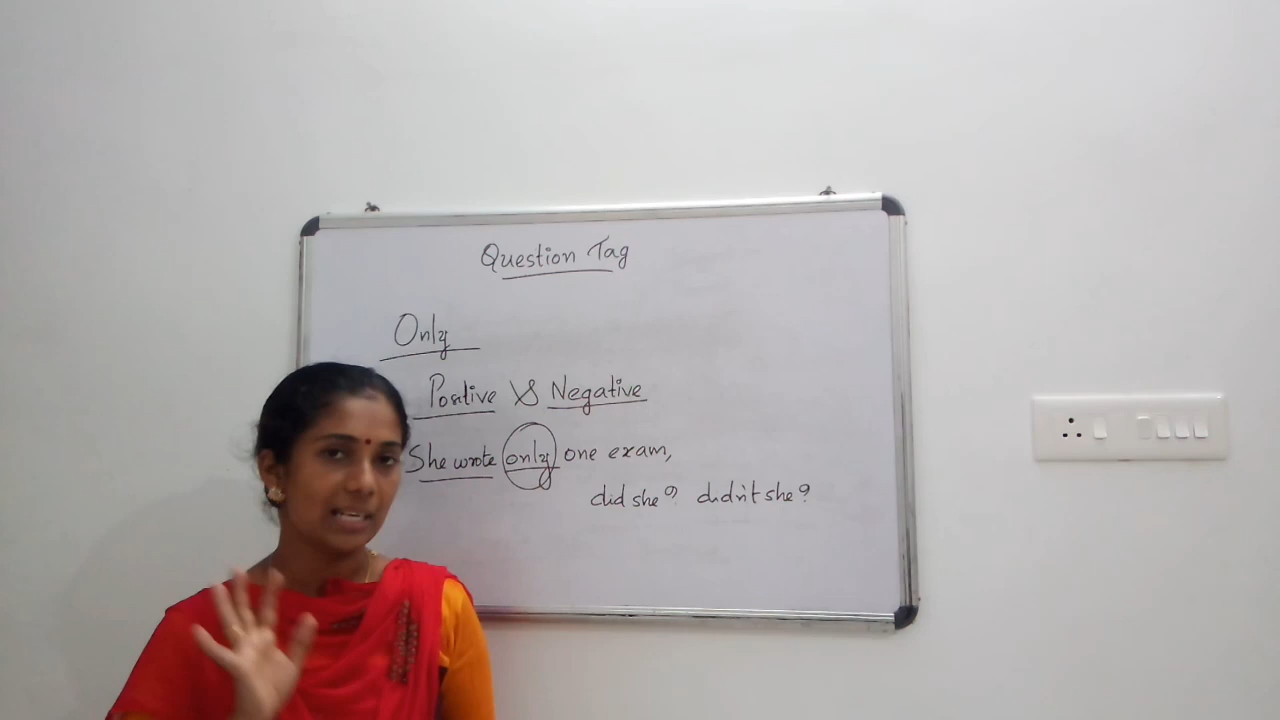 Question Tag
Only
Positive & Negative
She wrote only one exam,
did she? didn't she?